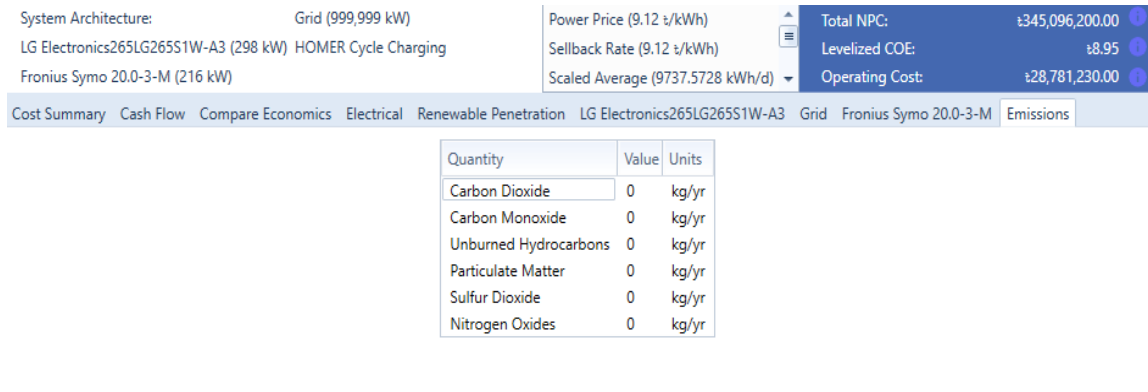 System Architecture: Grid (999,999 kW)
LG Electronics265LG265S1W-A3 (298 kW) HOMER Cycle Charging
Fronius Symo 20.0-3-M (216 kW)
Power Price (9.12 ৳/kWh)
Sellback Rate (9.12 ৳/kWh)
Scaled Average (9737.5728 kWh/d)
Total NPC: ৳345,096,200.00
Levelized COE: ৳8.95
Operating Cost: ৳28,781,230.00
Cost Summary Cash Flow Compare Economics Electrical Renewable Penetration LG Electronics265LG265S1W-A3 Grid Fronius Symo 20.0-3-M Emissions
Quantity Value Units
Carbon Dioxide 0 kg/yr
Carbon Monoxide 0 kg/yr
Unburned Hydrocarbons 0 kg/yr
Particulate Matter 0 kg/yr
Sulfur Dioxide 0 kg/yr
Nitrogen Oxides 0 kg/yr